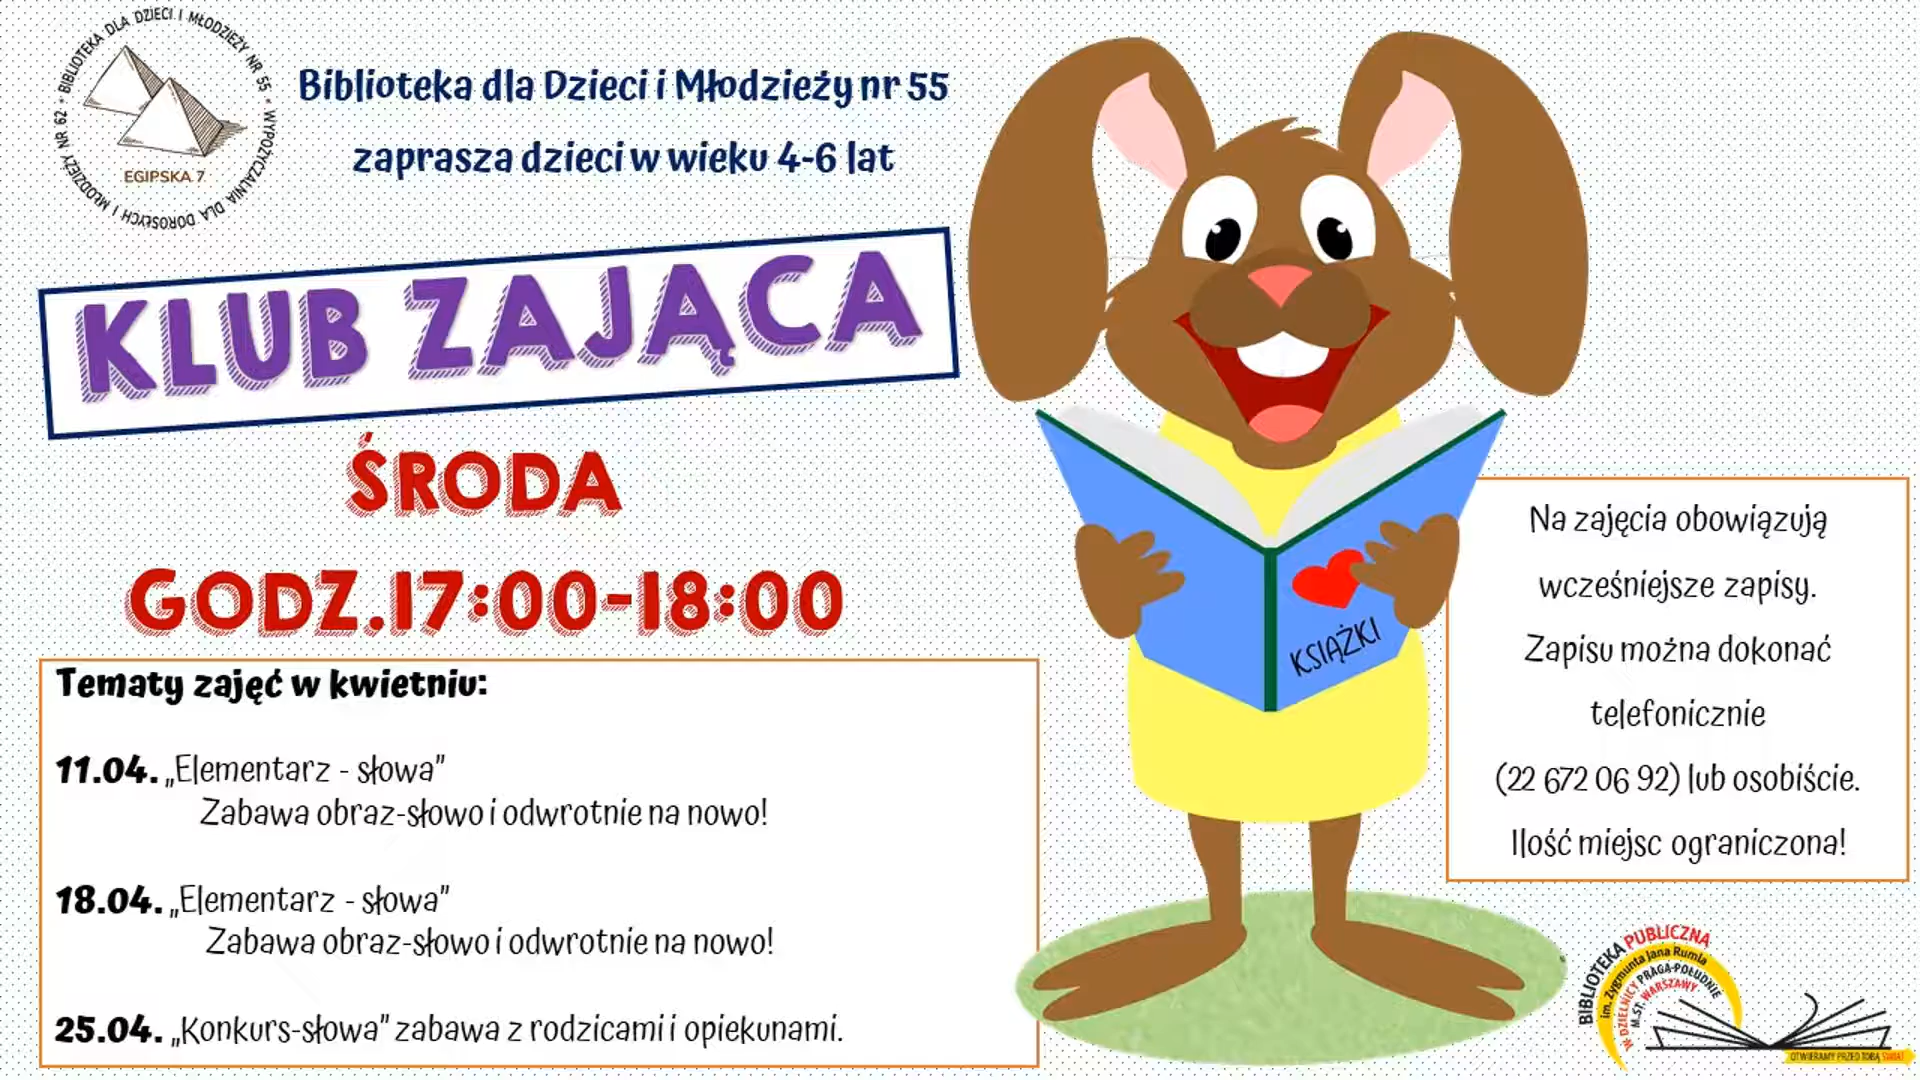 BIBLIOTEKA DLA DZIECI I MŁODZIEŻY NR 55 • WYPOŻYCZALNIA DLA DOROSŁYCH I MŁODZIEŻY NR 62 •
EGIPSKA 7
Biblioteka dla Dzieci i Młodzieży nr 55
zaprasza dzieci w wieku 4-6 lat
KLUB ZAJĄCA
ŚRODA
GODZ.17:00-18:00
Tematy zajęć w kwietniu:
11.04. „Elementarz - słowa”
Zabawa obraz-słowo i odwrotnie na nowo!
18.04. „Elementarz - słowa”
Zabawa obraz-słowo i odwrotnie na nowo!
25.04. „Konkurs-słowa” zabawa z rodzicami i opiekunami.
KSIĄŻKI
Na zajęcia obowiązują
wcześniejsze zapisy.
Zapisu można dokonać
telefonicznie
(22 672 06 92) lub osobiście.
Ilość miejsc ograniczona!
BIBLIOTEKA PUBLICZNA
im. Zygmunta Jana Rumla
W DZIELNICY PRAGA-POŁUDNIE
M.ST. WARSZAWY
OTWIERAMY PRZED TOBĄ ŚWIAT